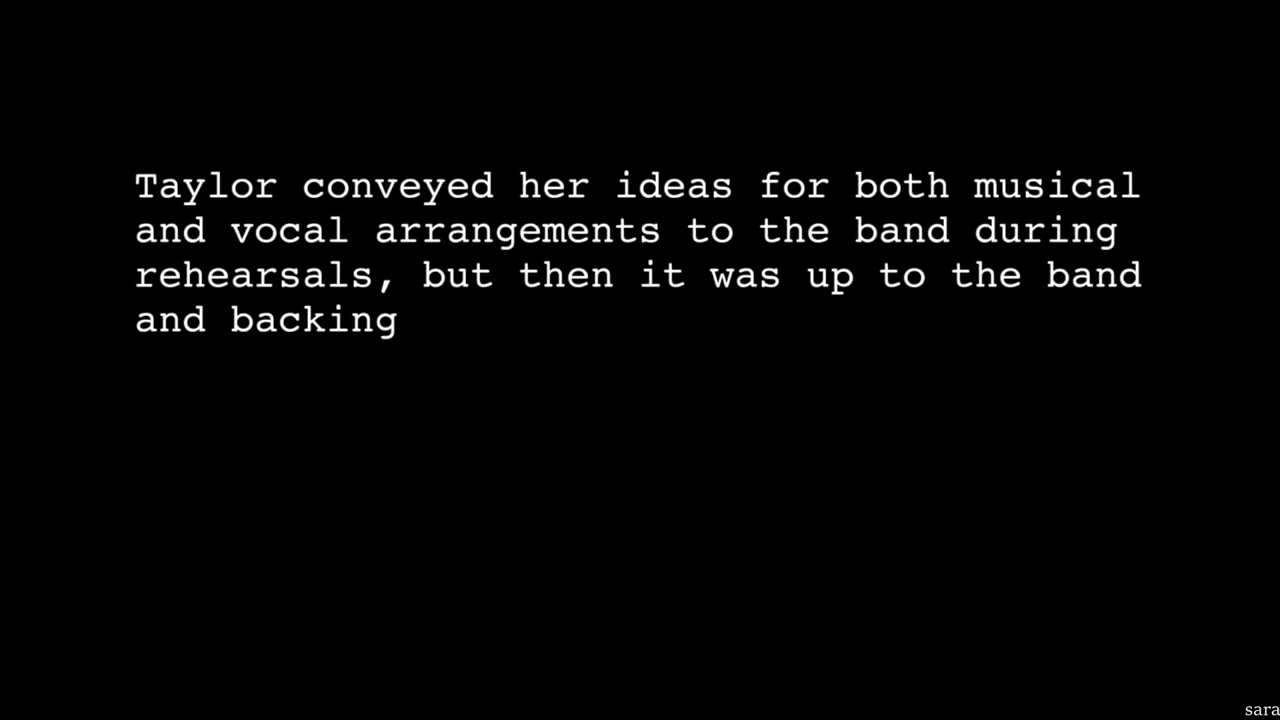 Taylor conveyed her ideas for both musical
and vocal arrangements to the band during
rehearsals, but then it was up to the band
and backing
sara